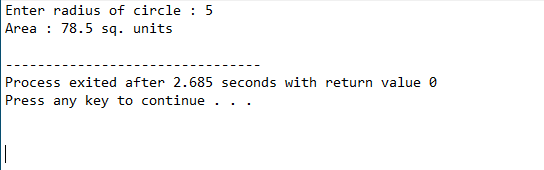 Enter radius of circle : 5
Area : 78.5 sq. units
--------------------------------
Process exited after 2.685 seconds with return value 0
Press any key to continue . . .